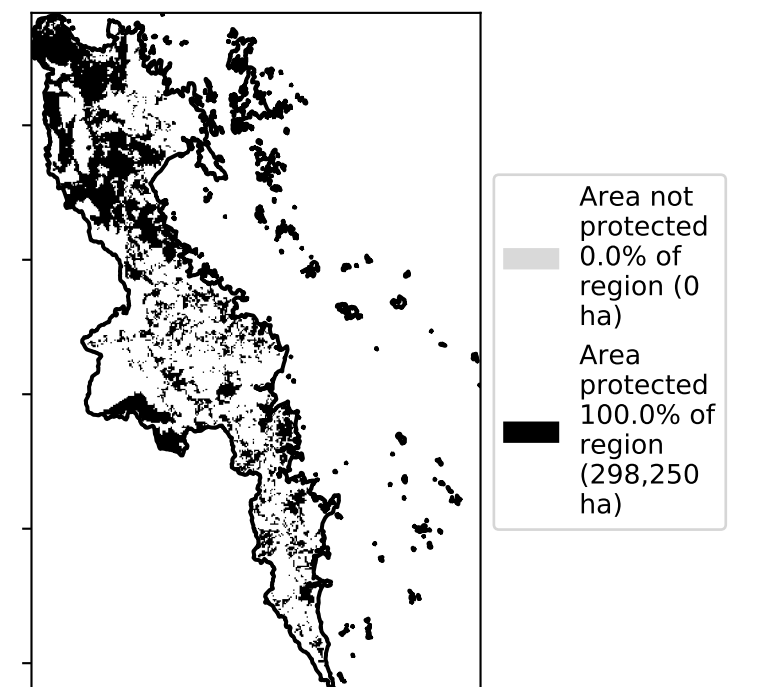 Area not
protected
0.0% of
region (0
ha)
Area
protected
100.0% of
region
(298,250
ha)